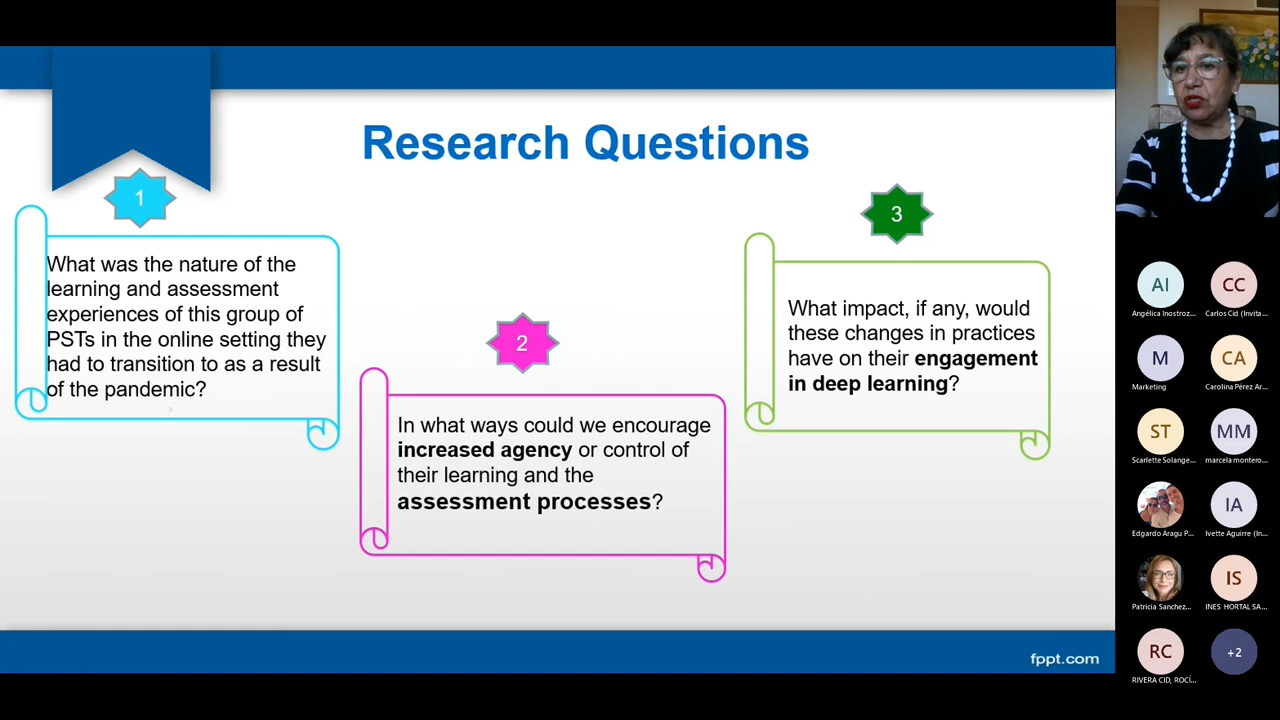 Research Questions
1
What was the nature of the
learning and assessment
experiences of this group of
PSTs in the online setting they
had to transition to as a result
of the pandemic?
2
In what ways could we encourage
increased agency or control of
their learning and the
assessment processes?
3
What impact, if any, would
these changes in practices
have on their engagement
in deep learning?
fppt.com
AI
CC
Angélica Inostroz...
Carlos Cid (Invita...
M
CA
Marketing
Carolina Pérez Ar...
ST
MM
Scarlette Solange...
marcela montero...
IA
Edgardo Aragu P...
Ivette Aguirre (In...
IS
Patricia Sanchez...
INES HORTAL SA...
RC
+2
RIVERA CID, ROCÍ...